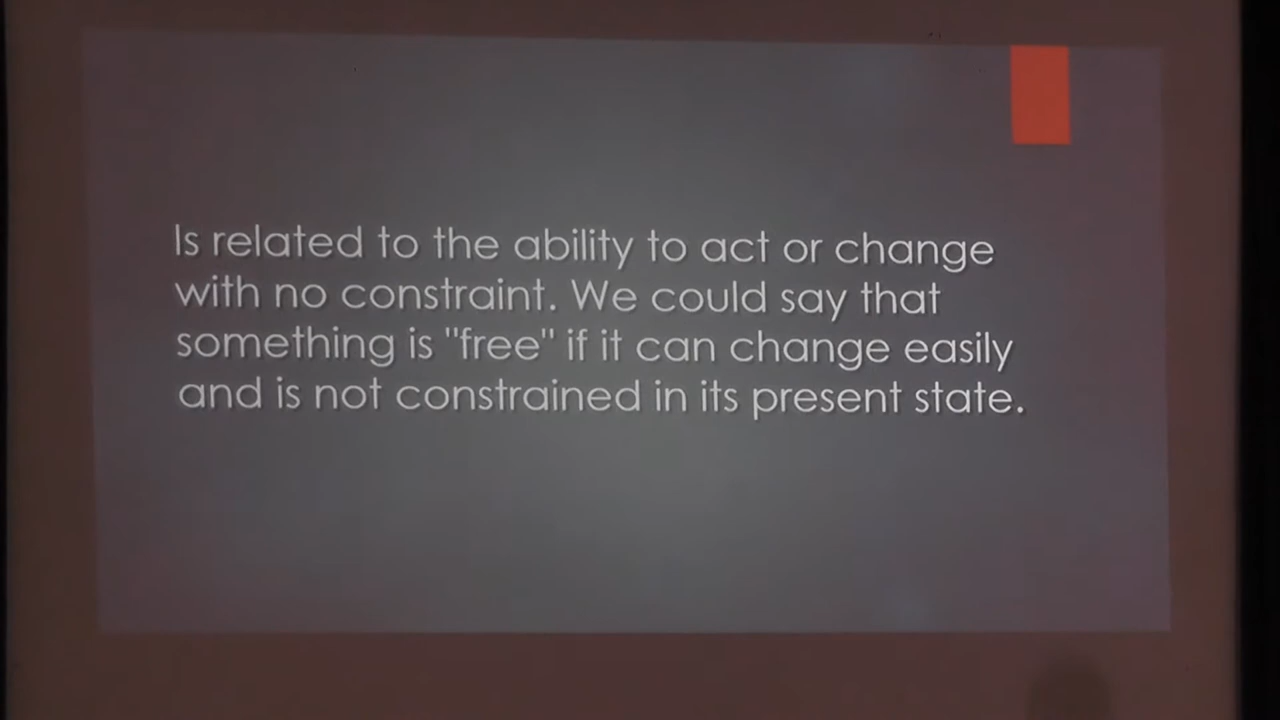 Is related to the ability to act or change
with no constraint. We could say that
something is "free" if it can change easily
and is not constrained in its present state.